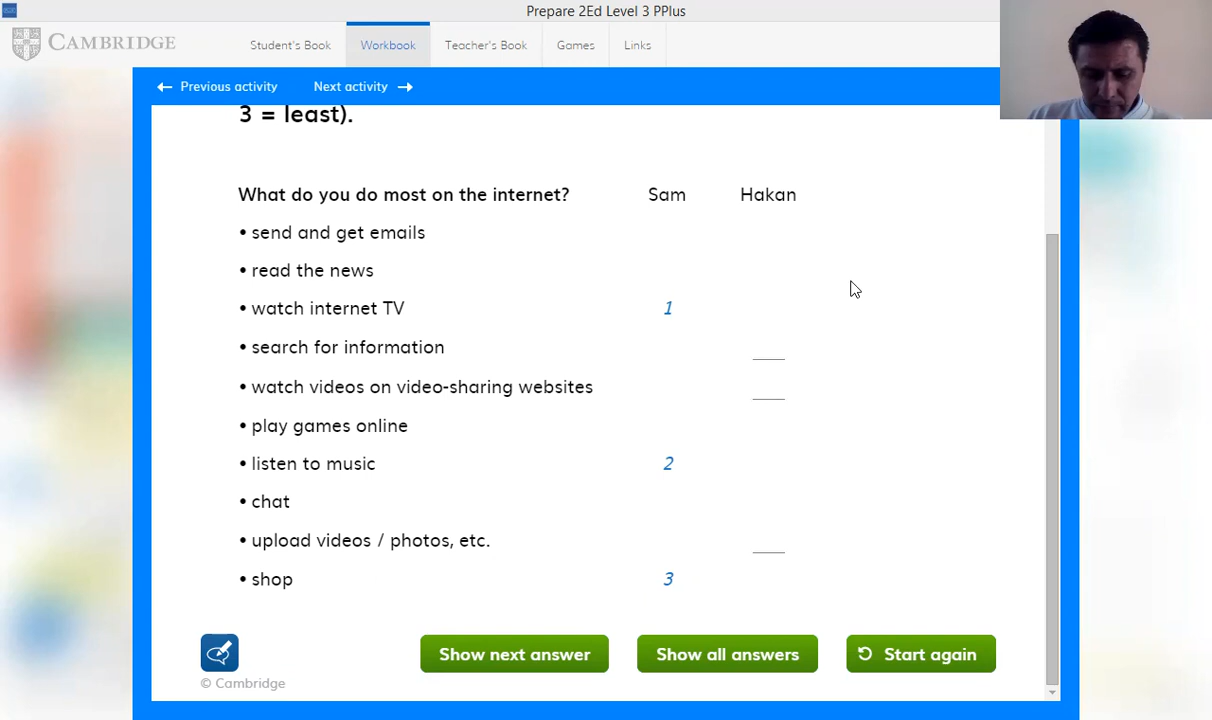 Prepare 2Ed Level 3 PPlus
CAMBRIDGE
Student's Book Workbook Teacher's Book Games Links
Previous activity Next activity
3 = least).
What do you do most on the internet? Sam Hakan
• send and get emails
• read the news
• watch internet TV 1
• search for information
• watch videos on video-sharing websites
• play games online
• listen to music 2
• chat
• upload videos / photos, etc.
• shop 3
Show next answer Show all answers Start again
© Cambridge